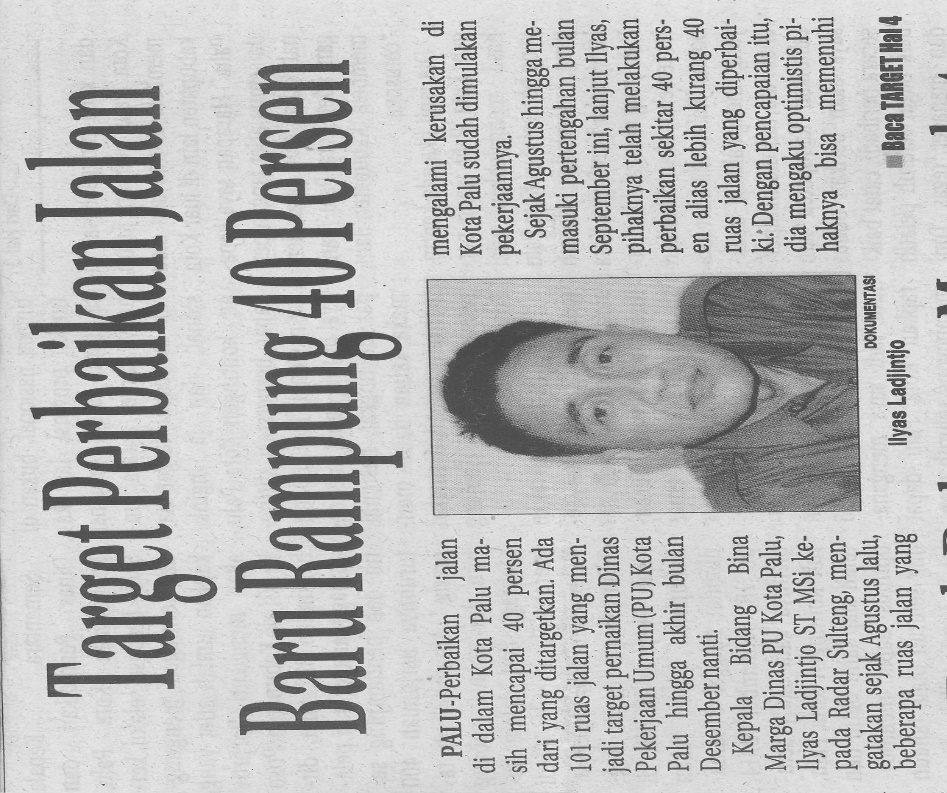 Target Perbaikan Jalan
Baru Rampung 40 Persen
PALU-Perbaikan jalan
di dalam Kota Palu ma-
sih mencapai 40 persen
dari yang ditargetkan. Ada
101 ruas jalan yang men-
jadi target pernaikan Dinas
Pekerjaan Umum (PU) Kota
Palu hingga akhir bulan
Desember nanti.
Kepala Bidang Bina
Marga Dinas PU Kota Palu,
Ilyas Ladjintjo ST MSi ke-
pada Radar Sulteng, men-
gatakan sejak Agustus lalu,
beberapa ruas jalan yang
DOKUMENTASI
Ilyas Ladjintjo
mengalami kerusakan di
Kota Palu sudah dimulakan
pekerjaannya.
Sejak Agustus hingga me-
masuki pertengahan bulan
September ini, lanjut Ilyas,
pihaknya telah melakukan
perbaikan sekitar 40 pers-
en alias lebih kurang 40
ruas jalan yang diperbai-
ki. Dengan pencapaian itu,
dia mengaku optimistis pi-
haknya bisa memenuhi
■ Baca TARGET Hal 4